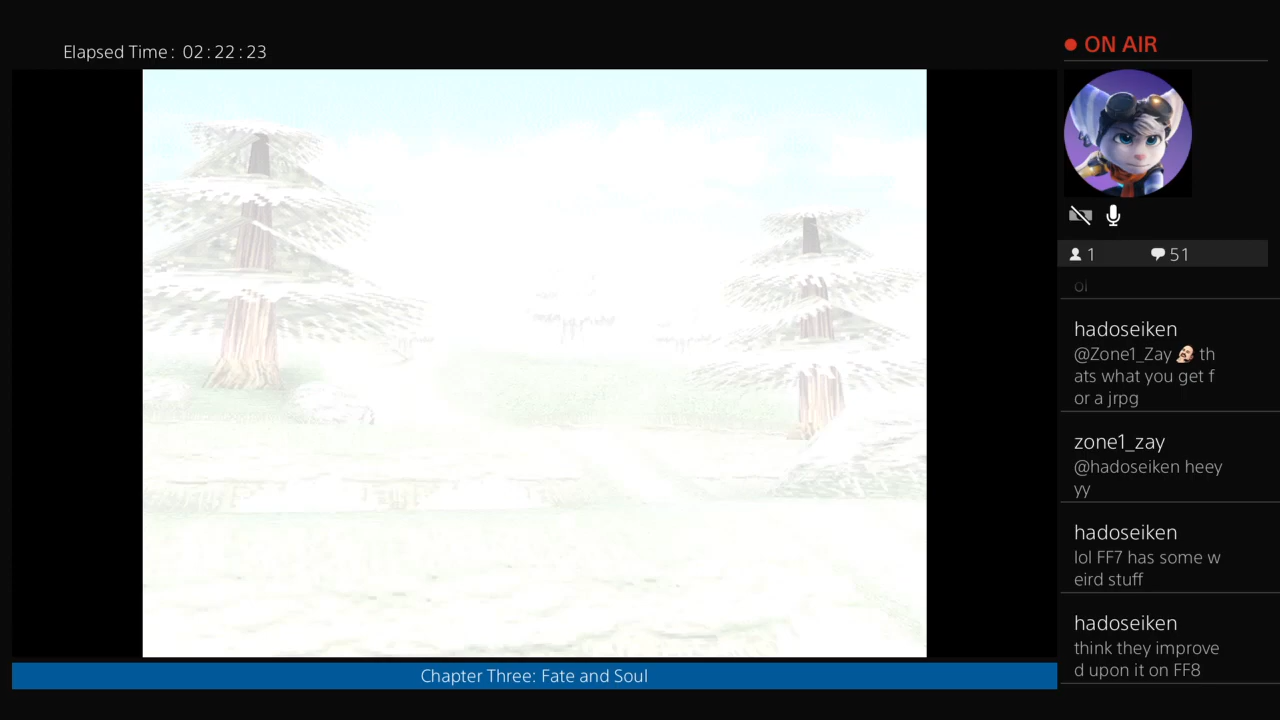 Elapsed Time: 02:22:23
ON AIR
1
51
ol
hadoseiken
@Zone1_Zay th
ats what you get f
or a jrpg
zone1_zay
@hadoseiken heey
yy
hadoseiken
lol FF7 has some w
eird stuff
hadoseiken
think they improve
d upon it on FF8
Chapter Three: Fate and Soul